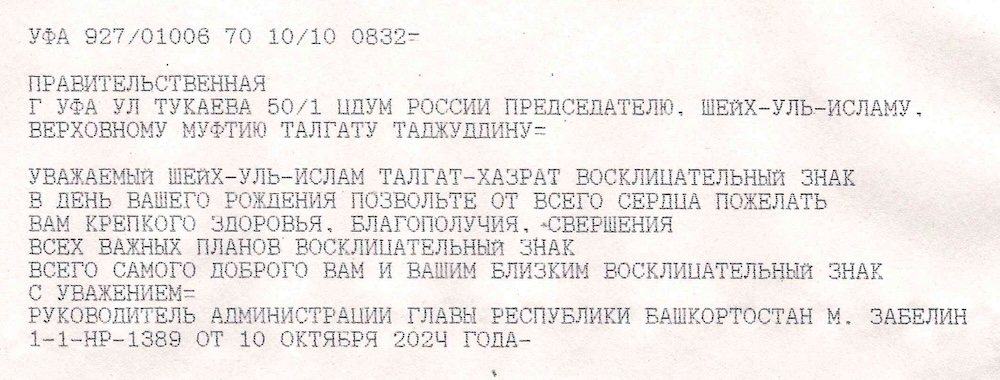 УФА 927/01006 70 10/10 0832=
ПРАВИТЕЛЬСТВЕННАЯ
Г УФА УЛ ТУКАЕВА 50/1 ЦДУМ РОССИИ ПРЕДСЕДАТЕЛЮ, ШЕЙХ-УЛЬ-ИСЛАМУ,
ВЕРХОВНОМУ МУФТИЮ ТАЛГАТУ ТАДЖУДДИНУ=
УВАЖАЕМЫЙ ШЕЙХ-УЛЬ-ИСЛАМ ТАЛГАТ-ХАЗРАТ ВОСКЛИЦАТЕЛЬНЫЙ ЗНАК
В ДЕНЬ ВАШЕГО РОЖДЕНИЯ ПОЗВОЛЬТЕ ОТ ВСЕГО СЕРДЦА ПОЖЕЛАТЬ
ВАМ КРЕПКОГО ЗДОРОВЬЯ, БЛАГОПОЛУЧИЯ, СВЕРШЕНИЯ
ВСЕХ ВАЖНЫХ ПЛАНОВ ВОСКЛИЦАТЕЛЬНЫЙ ЗНАК
ВСЕГО САМОГО ДОБРОГО ВАМ И ВАШИМ БЛИЗКИМ ВОСКЛИЦАТЕЛЬНЫЙ ЗНАК
С УВАЖЕНИЕМ=
РУКОВОДИТЕЛЬ АДМИНИСТРАЦИИ ГЛАВЫ РЕСПУБЛИКИ БАШКОРТОСТАН М. ЗАБЕЛИН
1-1-НР-1389 ОТ 10 ОКТЯБРЯ 2024 ГОДА-